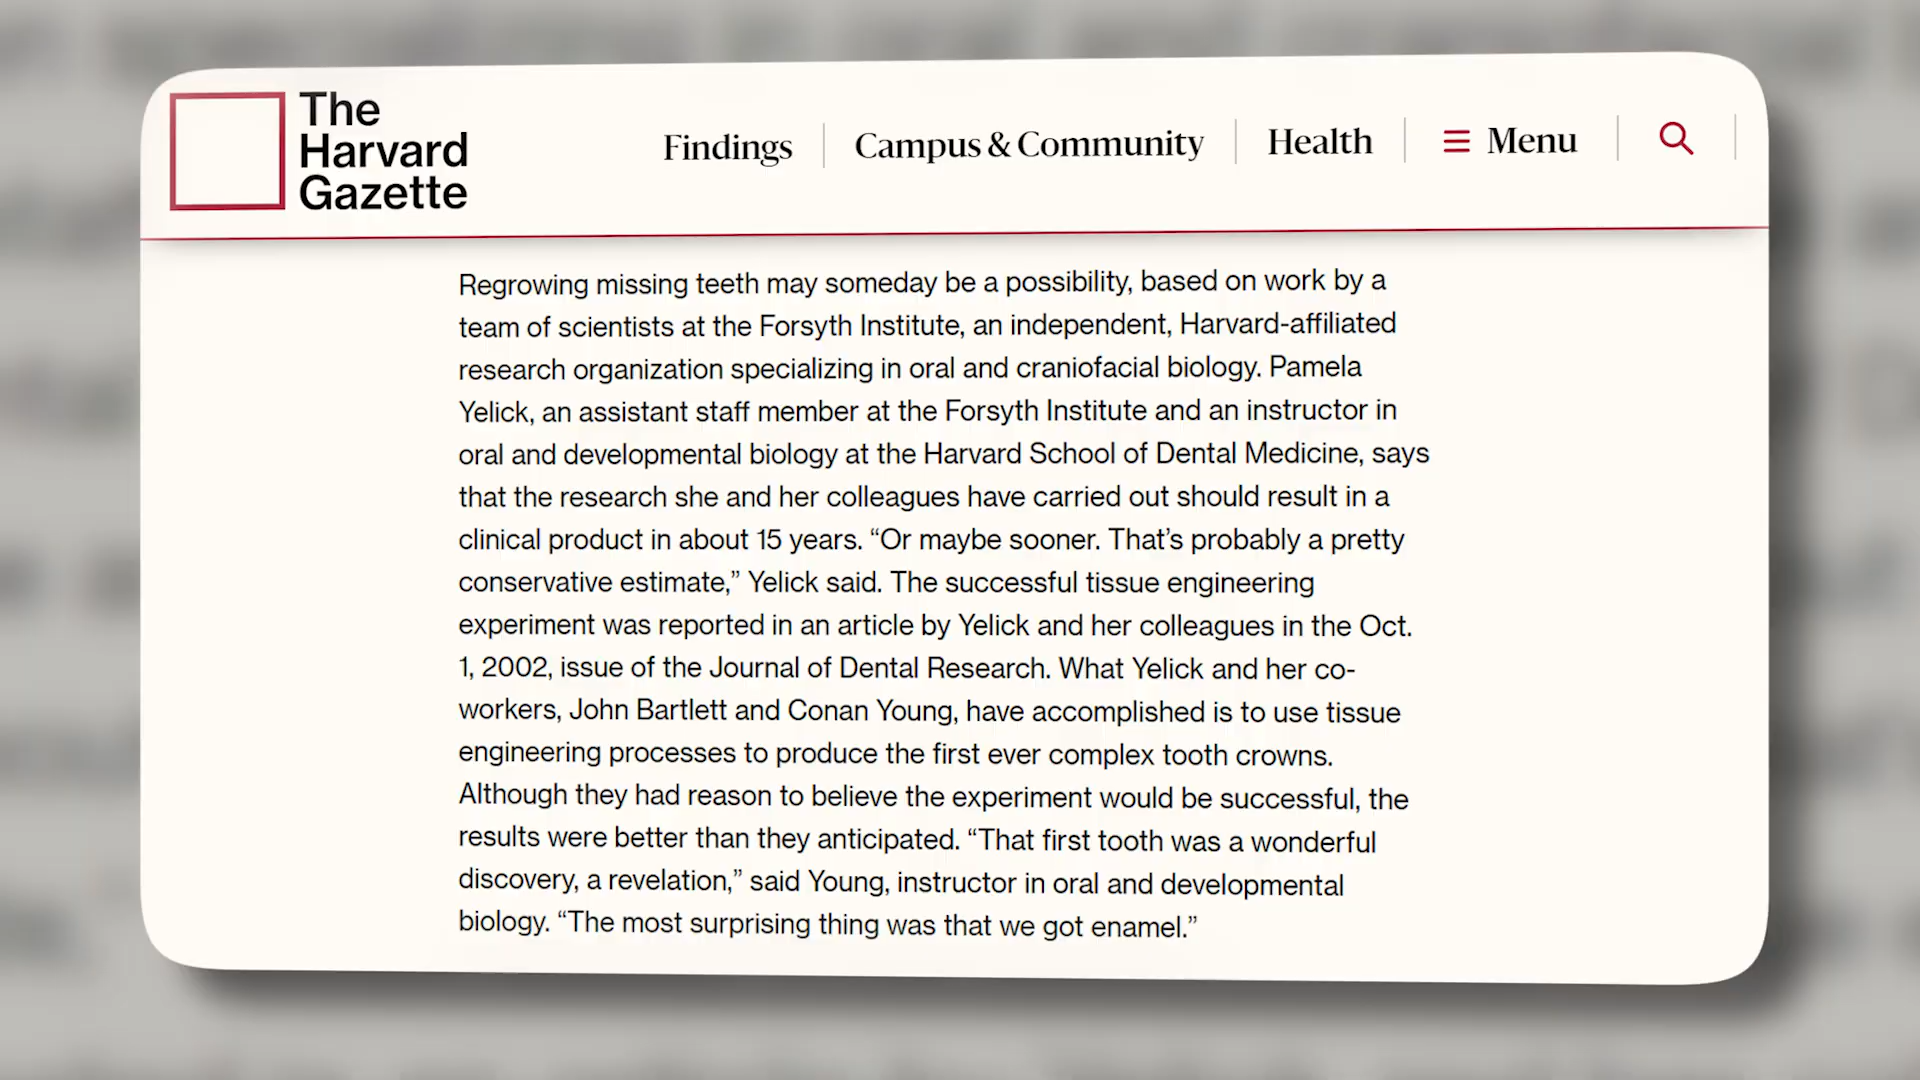 The
Harvard
Gazette
Findings
Campus & Community
Health
Menu
Regrowing missing teeth may someday be a possibility, based on work by a
team of scientists at the Forsyth Institute, an independent, Harvard-affiliated
research organization specializing in oral and craniofacial biology. Pamela
Yelick, an assistant staff member at the Forsyth Institute and an instructor in
oral and developmental biology at the Harvard School of Dental Medicine, says
that the research she and her colleagues have carried out should result in a
clinical product in about 15 years. “Or maybe sooner. That’s probably a pretty
conservative estimate,” Yelick said. The successful tissue engineering
experiment was reported in an article by Yelick and her colleagues in the Oct.
1, 2002, issue of the Journal of Dental Research. What Yelick and her co-
workers, John Bartlett and Conan Young, have accomplished is to use tissue
engineering processes to produce the first ever complex tooth crowns.
Although they had reason to believe the experiment would be successful, the
results were better than they anticipated. “That first tooth was a wonderful
discovery, a revelation,” said Young, instructor in oral and developmental
biology. “The most surprising thing was that we got enamel.”